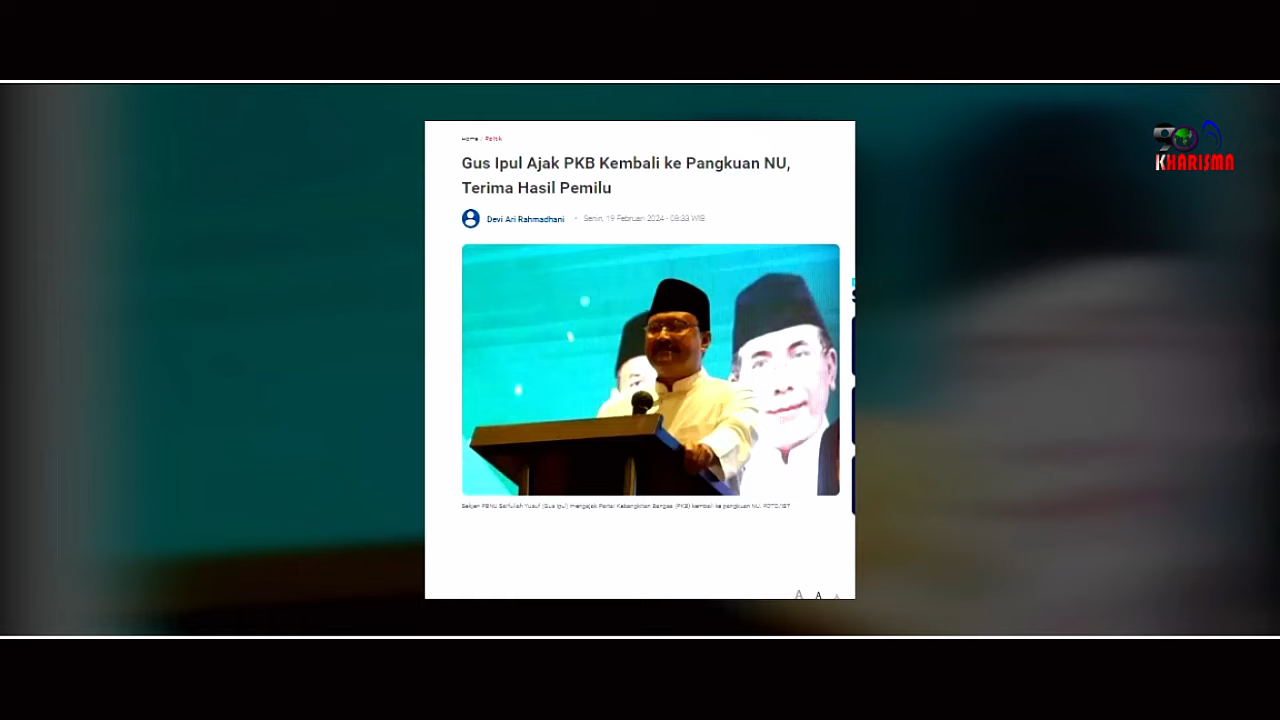 90
KHARISMA
Home / Politik
Gus Ipul Ajak PKB Kembali ke Pangkuan NU,
Terima Hasil Pemilu
Devi Ari Rahmadhani • Senin, 19 Februari 2024 - 08:33 WIB
Sekjen PBNU Saifullah Yusuf (Gus Ipul) mengajak Partai Kebangkitan Bangsa (PKB) kembali ke pangkuan NU. FOTO/IST
A A A